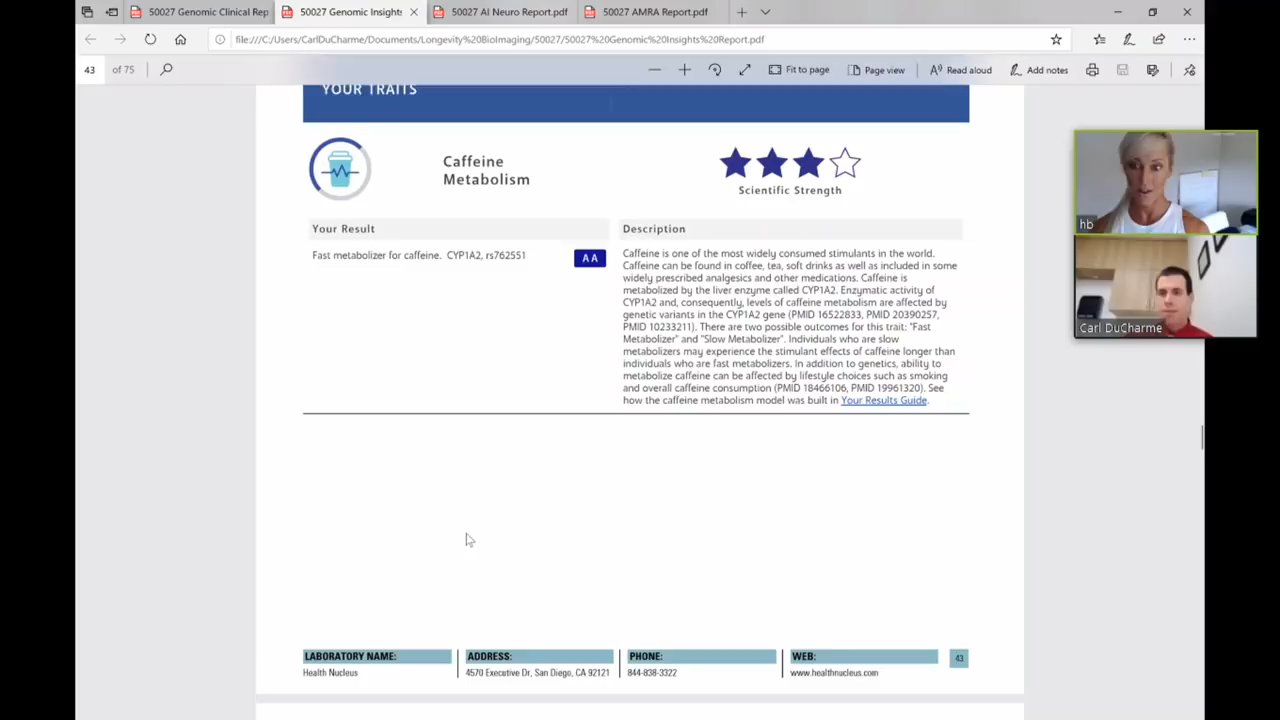 50027 Genomic Clinical Rep
50027 Genomic Insights
50027 AI Neuro Report.pdf
50027 AMRA Report.pdf
file:///C:/Users/CarlDuCharme/Documents/Longevity%20BioImaging/50027/50027%20Genomic%20Insights%20Report.pdf
43 of 75
Fit to page
Page view
Read aloud
Add notes
YOUR TRAITS
Caffeine
Metabolism
Scientific Strength
Your Result
Fast metabolizer for caffeine. CYP1A2, rs762551
AA
Description
Caffeine is one of the most widely consumed stimulants in the world.
Caffeine can be found in coffee, tea, soft drinks as well as included in some
widely prescribed analgesics and other medications. Caffeine is
metabolized by the liver enzyme called CYP1A2. Enzymatic activity of
CYP1A2 and, consequently, levels of caffeine metabolism are affected by
genetic variants in the CYP1A2 gene (PMID 16522833, PMID 20390257,
PMID 10233211). There are two possible outcomes for this trait: "Fast
Metabolizer" and "Slow Metabolizer". Individuals who are slow
metabolizers may experience the stimulant effects of caffeine longer than
individuals who are fast metabolizers. In addition to genetics, ability to
metabolize caffeine can be affected by lifestyle choices such as smoking
and overall caffeine consumption (PMID 18466106, PMID 19961320). See
how the caffeine metabolism model was built in Your Results Guide.
LABORATORY NAME:
Health Nucleus
ADDRESS:
4570 Executive Dr, San Diego, CA 92121
PHONE:
844-838-3322
WEB:
www.healthnucleus.com
43
hb
Carl DuCharme